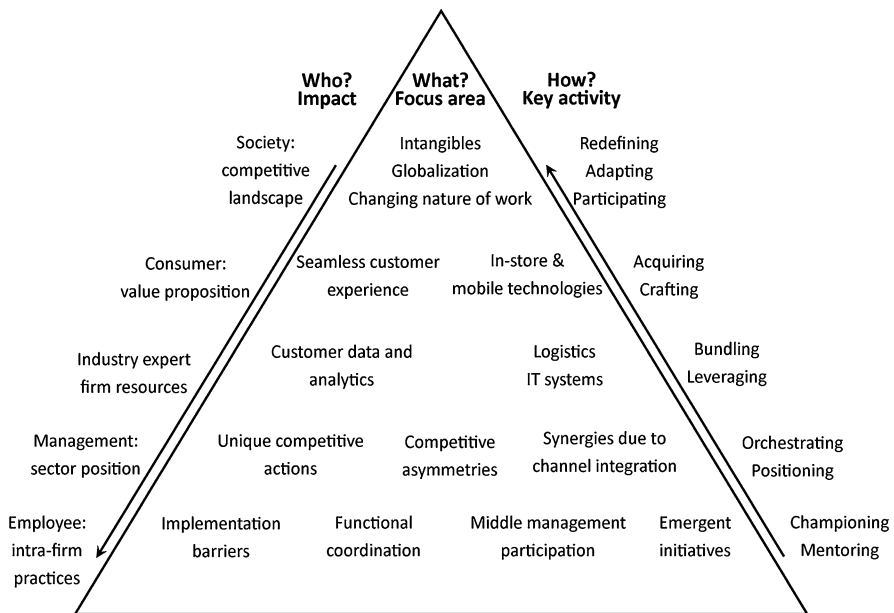 Who?
Impact
What?
Focus area
How?
Key activity
Society:
competitive
landscape
Intangibles
Globalization
Changing nature of work
Redefining
Adapting
Participating
Consumer:
value proposition
Seamless customer
experience
In-store &
mobile technologies
Acquiring
Crafting
Industry expert
firm resources
Customer data and
analytics
Logistics
IT systems
Bundling
Leveraging
Management:
sector position
Unique competitive
actions
Competitive
asymmetries
Synergies due to
channel integration
Orchestrating
Positioning
Employee:
intra-firm
practices
Implementation
barriers
Functional
coordination
Middle management
participation
Emergent
initiatives
Championing
Mentoring